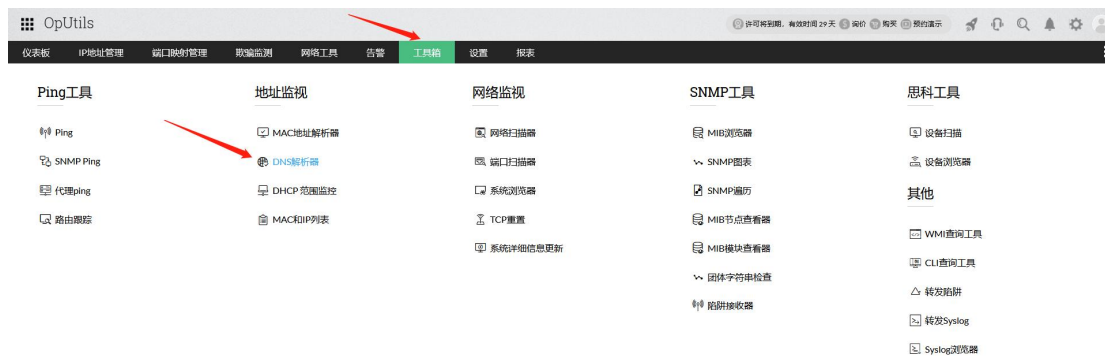 OpUtils
许可将到期，有效时间 29 天 询价 购买 预约演示
仪表板 IP地址管理 端口映射管理 欺骗监测 网络工具 告警 工具箱 设置 报表
Ping工具
Ping
SNMP Ping
代理ping
路由跟踪
地址监视
MAC地址解析器
DNS解析器
DHCP 范围监控
MAC和IP列表
网络监视
网络扫描器
端口扫描器
系统浏览器
TCP重置
系统详细信息更新
SNMP工具
MIB浏览器
SNMP图表
SNMP遍历
MIB节点查看器
MIB模块查看器
团体字符串检查
陷阱接收器
思科工具
设备扫描
设备浏览器
其他
WMI查询工具
CLI查询工具
转发陷阱
转发Syslog
Syslog浏览器